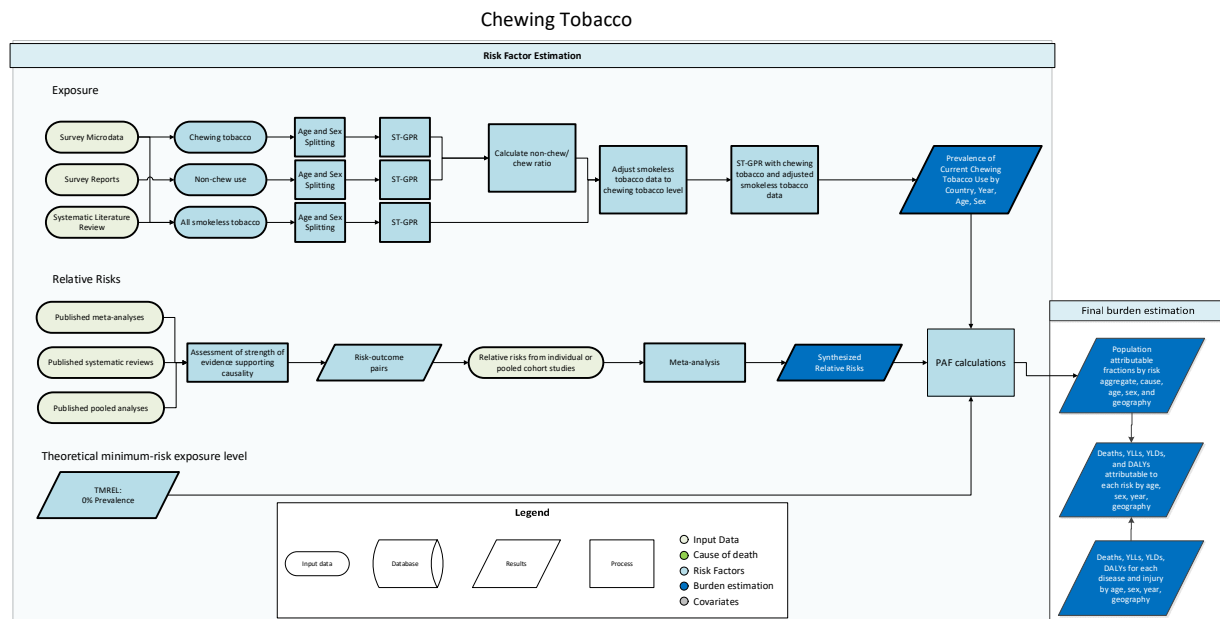 Chewing Tobacco
Risk Factor Estimation
Exposure
Survey Microdata
Chewing tobacco
Age and Sex
Splitting
ST-GPR
Calculate non-chew/
chew ratio
Survey Reports
Non-chew use
Age and Sex
Splitting
ST-GPR
Systematic Literature
Review
All smokeless tobacco
Age and Sex
Splitting
ST-GPR
Adjust smokeless
tobacco data to
chewing tobacco level
ST-GPR with chewing
tobacco and adjusted
smokeless tobacco
data
Prevalence of
Current Chewing
Tobacco Use by
Country, Year,
Age, Sex
Relative Risks
Published meta-analyses
Published systematic reviews
Published pooled analyses
Assessment of strength of
evidence supporting
causality
Risk-outcome
pairs
Relative risks from individual or
pooled cohort studies
Meta-analysis
Synthesized
Relative Risks
PAF calculations
Theoretical minimum-risk exposure level
TMREL:
0% Prevalence
Final burden estimation
Population
attributable
fractions by risk
aggregate, cause,
age, sex, and
geography
Deaths, YLLs, YLDs,
and DALYs
attributable to
each risk by age,
sex, year,
geography
Deaths, YLLs, YLDs,
DALYs for each
disease and injury
by age, sex, year,
geography
Legend
Input data
Database
Results
Process
Input Data
Cause of death
Risk Factors
Burden estimation
Covariates